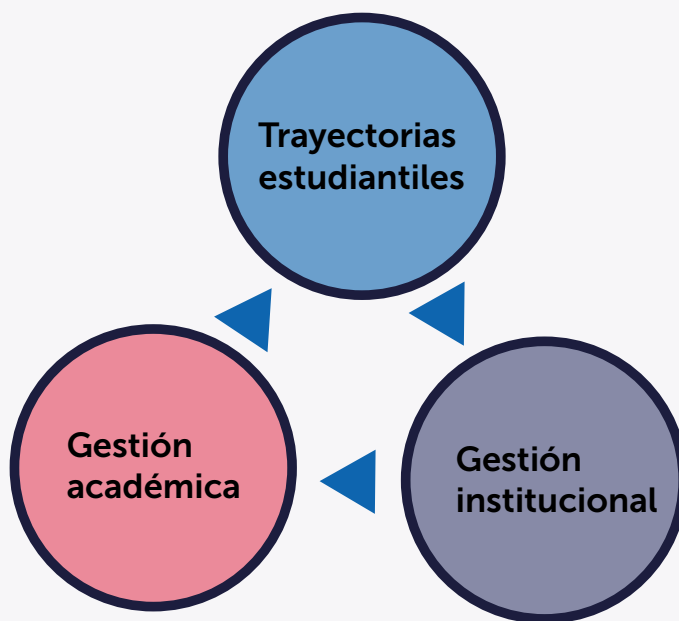 Trayectorias
estudiantiles
Gestión
académica
Gestión
institucional